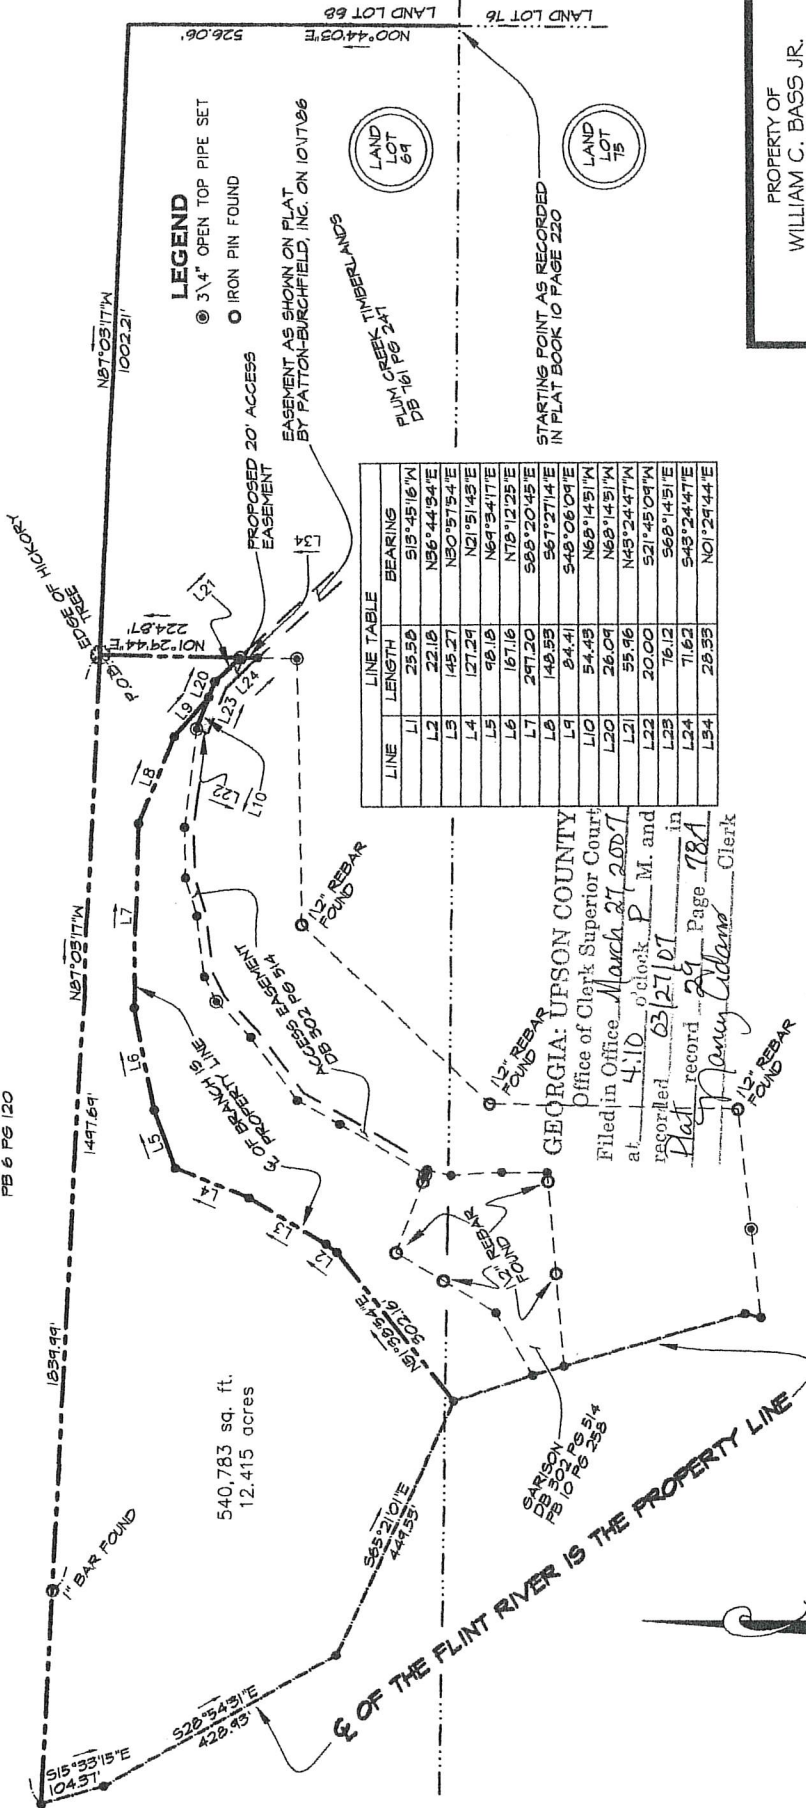 PB 6 PG 120
LAND LOT 68
LAND LOT 76
N00°44'03"E
526.06'
N87°03'17"W
1002.21'
LEGEND
3\4" OPEN TOP PIPE SET
IRON PIN FOUND
LAND
LOT
69
LAND
LOT
75
EASEMENT AS SHOWN ON PLAT
BY PATTON-BURCHFIELD, INC. ON 10\17\86
PROPOSED 20' ACCESS
EASEMENT
PLUM CREEK TIMBERLANDS
DB 761 PG 247
STARTING POINT AS RECORDED
IN PLAT BOOK 10 PAGE 220
PROPERTY OF
WILLIAM C. BASS JR.
EDGE OF HICKORY
TREE
P.O.B.
N01°29'44"E
224.87'
L34
L21
L20
L9
L24
L23
L22
L10
L8
L7
L6
L5
L4
L3
L2
N87°03'17"W
1497.69'
1839.99'
1" BAR FOUND
℄ OF BRANCH IS
PROPERTY LINE
ACCESS EASEMENT
DB 302 PG 514
LINE TABLE
LINE LENGTH BEARING
L1 25.58 S13°45'16"W
L2 22.18 N36°44'34"E
L3 145.27 N30°57'54"E
L4 127.29 N21°51'43"E
L5 98.18 N69°34'17"E
L6 167.16 N78°12'25"E
L7 297.20 S88°20'45"E
L8 148.53 S67°27'14"E
L9 84.41 S48°06'09"E
L10 54.43 N68°14'51"W
L20 26.09 N68°14'51"W
L21 55.96 N43°24'47"W
L22 20.00 S21°45'09"W
L23 76.12 S68°14'51"E
L24 71.62 S43°24'47"E
L34 28.33 N01°29'44"E
1\2" REBAR
FOUND
1\2" REBAR
FOUND
1\2" REBAR
FOUND
1\2" REBAR
FOUND
GEORGIA: UPSON COUNTY
Office of Clerk Superior Court
Filed in Office March 27 2007
at 4:10 o'clock P M. and
recorded 03/27/07 in
Plat record 29 Page 78A
Nancy Adams Clerk
540,783 sq. ft.
12.415 acres
N51°38'54"E
302.16'
S65°21'01"E
449.55'
S28°54'31"E
428.93'
S15°33'15"E
104.37'
GARISON
DB 302 PG 514
PB 10 PG 258
℄ OF THE FLINT RIVER IS THE PROPERTY LINE